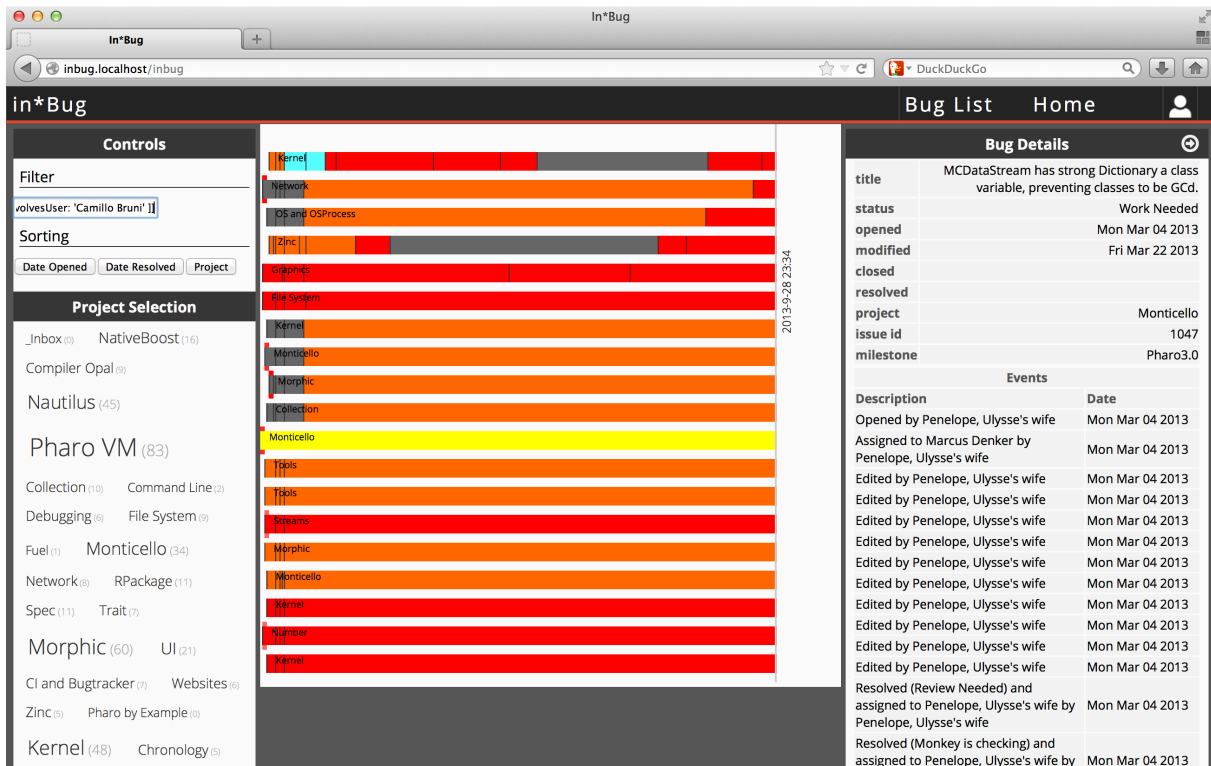 In*Bug
In*Bug
inbug.localhost/inbug
DuckDuckGo
in*Bug
Bug List Home
Controls
Filter
volvesUser: 'Camillo Bruni' ]]
Sorting
Date Opened Date Resolved Project
Project Selection
_Inbox (0) NativeBoost (16)
Compiler Opal (9)
Nautilus (45)
Pharo VM (83)
Collection (10) Command Line (2)
Debugging (6) File System (9)
Fuel (1) Monticello (34)
Network (8) RPackage (11)
Spec (11) Trait (7)
Morphic (60) UI (21)
CI and Bugtracker (7) Websites (6)
Zinc (5) Pharo by Example (0)
Kernel (48) Chronology (5)
Kernel
Network
OS and OSProcess
Zinc
Graphics
File System
Kernel
Monticello
Morphic
Collection
Monticello
Tools
Tools
Streams
Morphic
Monticello
Kernel
Number
Kernel
2013-9-28 23:34
Bug Details
title MCDataStream has strong Dictionary a class
variable, preventing classes GCed.
status Work Needed
opened Mon Mar 04 2013
modified Fri Mar 22 2013
closed
resolved
project Monticello
issue id 1047
milestone Pharo3.0
Events
Description Date
Opened by Penelope, Ulysse's wife Mon Mar 04 2013
Assigned to Marcus Denker by
Penelope, Ulysse's wife Mon Mar 04 2013
Edited by Penelope, Ulysse's wife Mon Mar 04 2013
Edited by Penelope, Ulysse's wife Mon Mar 04 2013
Edited by Penelope, Ulysse's wife Mon Mar 04 2013
Edited by Penelope, Ulysse's wife Mon Mar 04 2013
Edited by Penelope, Ulysse's wife Mon Mar 04 2013
Edited by Penelope, Ulysse's wife Mon Mar 04 2013
Edited by Penelope, Ulysse's wife Mon Mar 04 2013
Edited by Penelope, Ulysse's wife Mon Mar 04 2013
Edited by Penelope, Ulysse's wife Mon Mar 04 2013
Edited by Penelope, Ulysse's wife Mon Mar 04 2013
Resolved (Review Needed) and
assigned to Penelope, Ulysse's wife by Mon Mar 04 2013
Penelope, Ulysse's wife
Resolved (Monkey is checking) and
assigned to Penelope, Ulysse's wife by Mon Mar 04 2013